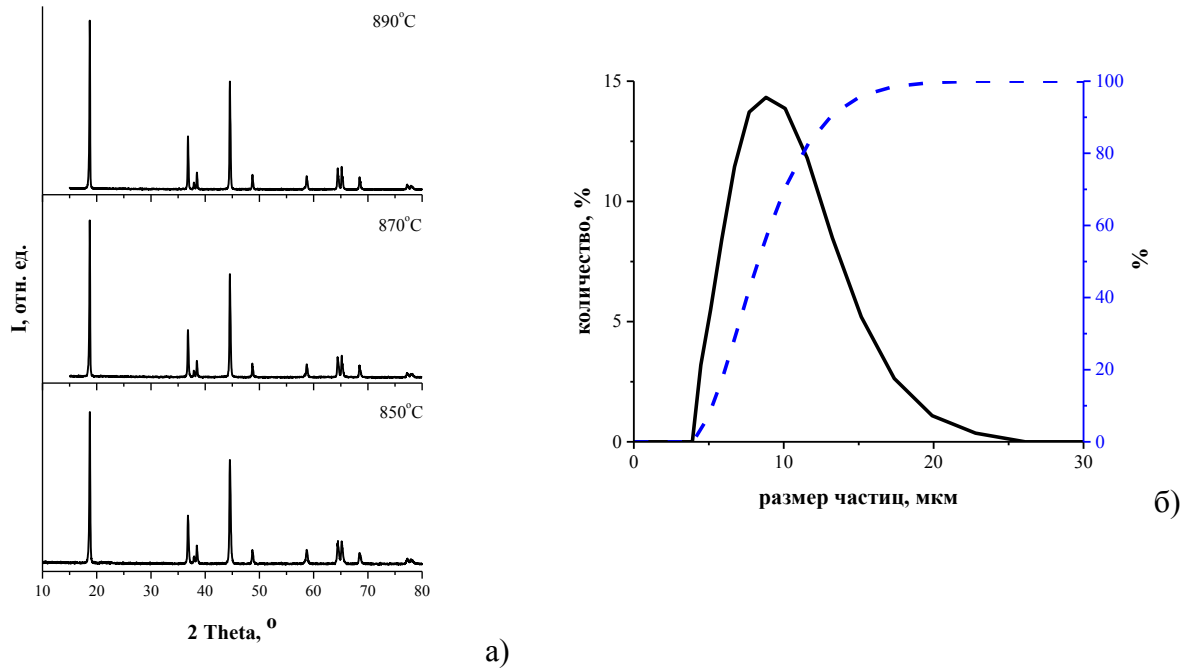 890°C
870°C
850°C
I, отн. ед.
10 20 30 40 50 60 70 80
2 Theta, °
а)
15
10
5
0
количество, %
0 10 20 30
размер частиц, мкм
100
80
60
40
20
0
%
б)